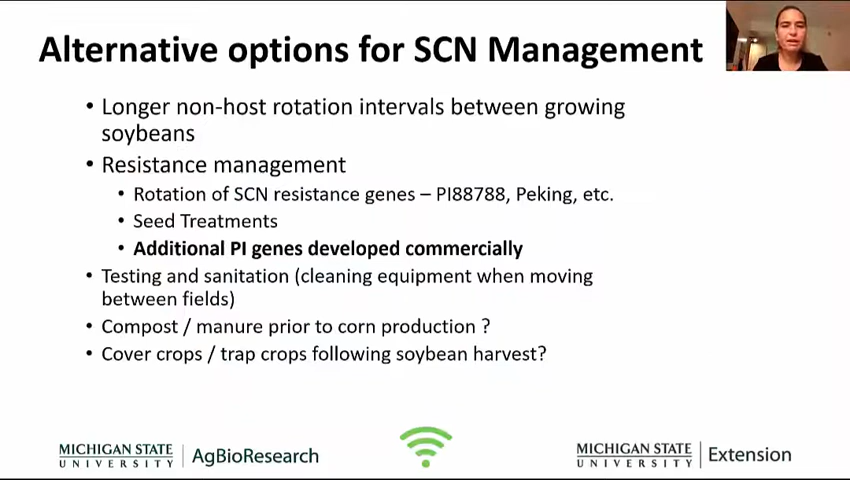 Alternative options for SCN Management
• Longer non-host rotation intervals between growing
soybeans
• Resistance management
• Rotation of SCN resistance genes – PI88788, Peking, etc.
• Seed Treatments
• Additional PI genes developed commercially
• Testing and sanitation (cleaning equipment when moving
between fields)
• Compost / manure prior to corn production ?
• Cover crops / trap crops following soybean harvest?
MICHIGAN STATE
UNIVERSITY
AgBioResearch
MICHIGAN STATE
UNIVERSITY
Extension